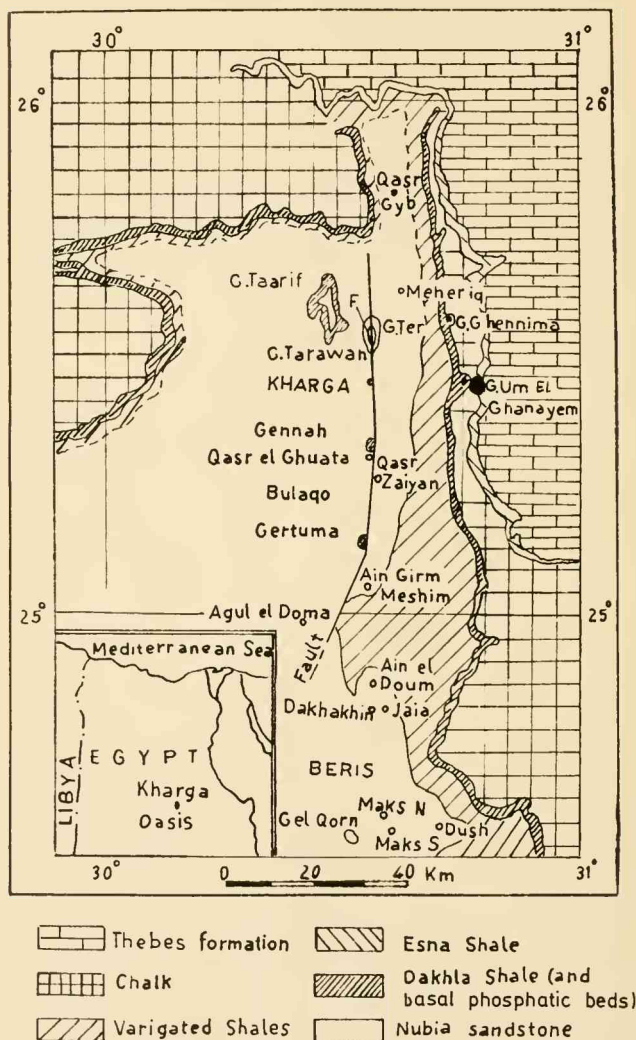 30° 31°
26° 26°
Qasr
Gyb
G.Taarif
Meheriq
F.
G.Ter
G.Ghennima
G.Tarawan
KHARGA
G.Um El
Ghanayem
Gennah
Qasr el Ghuata
Qasr
Zaiyan
Bulaqo
Gertuma
Ain Girm
Meshim
25° Agul el Doma 25°
Mediterranean Sea
Fault
Ain el
Doum
Dakhakhin Jaia
LIBYA
EGYPT
Kharga
Oasis
BERIS
Maks N
Gel Qorn
Dush
Maks S
30° 31°
0 20 40 Km
Thebes formation
Esna Shale
Chalk
Dakhla Shale (and
basal phosphatic beds)
Varigated Shales
Nubia sandstone